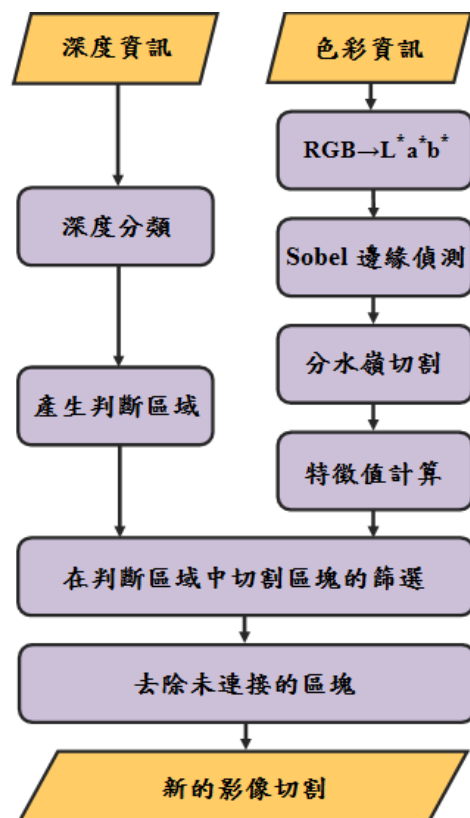 深度資訊
色彩資訊
RGB→L*a*b*
深度分類
Sobel 邊緣偵測
分水嶺切割
產生判斷區域
特徵值計算
在判斷區域中切割區塊的篩選
去除未連接的區塊
新的影像切割